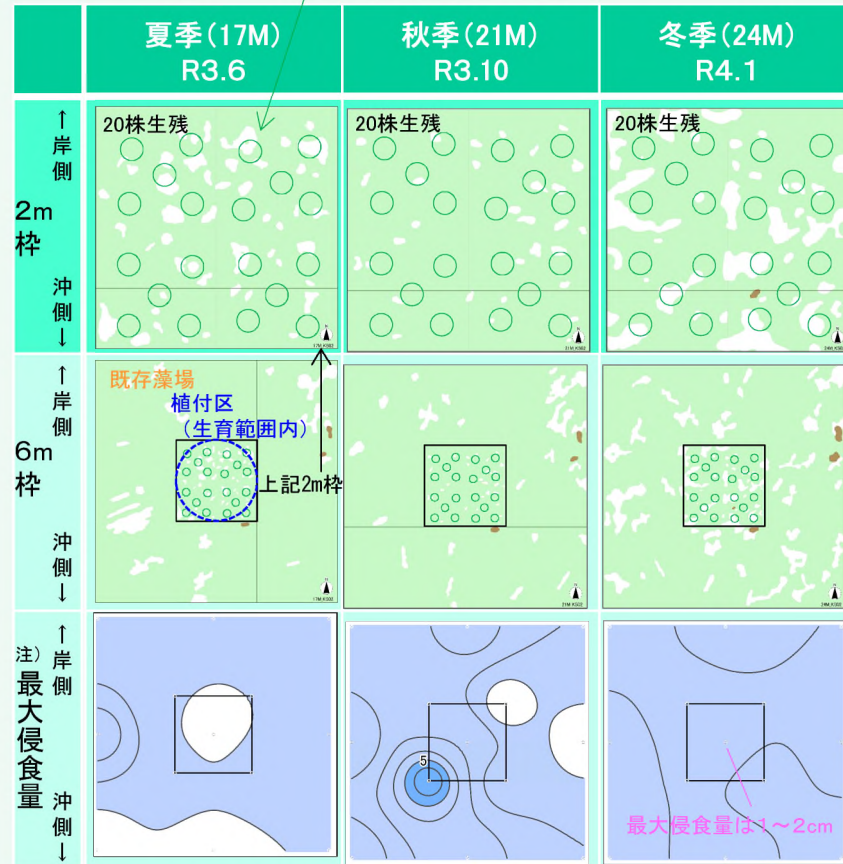 夏季(17M)
R3.6
秋季(21M)
R3.10
冬季(24M)
R4.1
↑岸側
2m枠
沖側↓
20株生残
20株生残
20株生残
↑岸側
6m枠
沖側↓
既存藻場
植付区
(生育範囲内)
上記2m枠
↑岸側
注)最大侵食量
沖側↓
5
最大侵食量は1~2cm